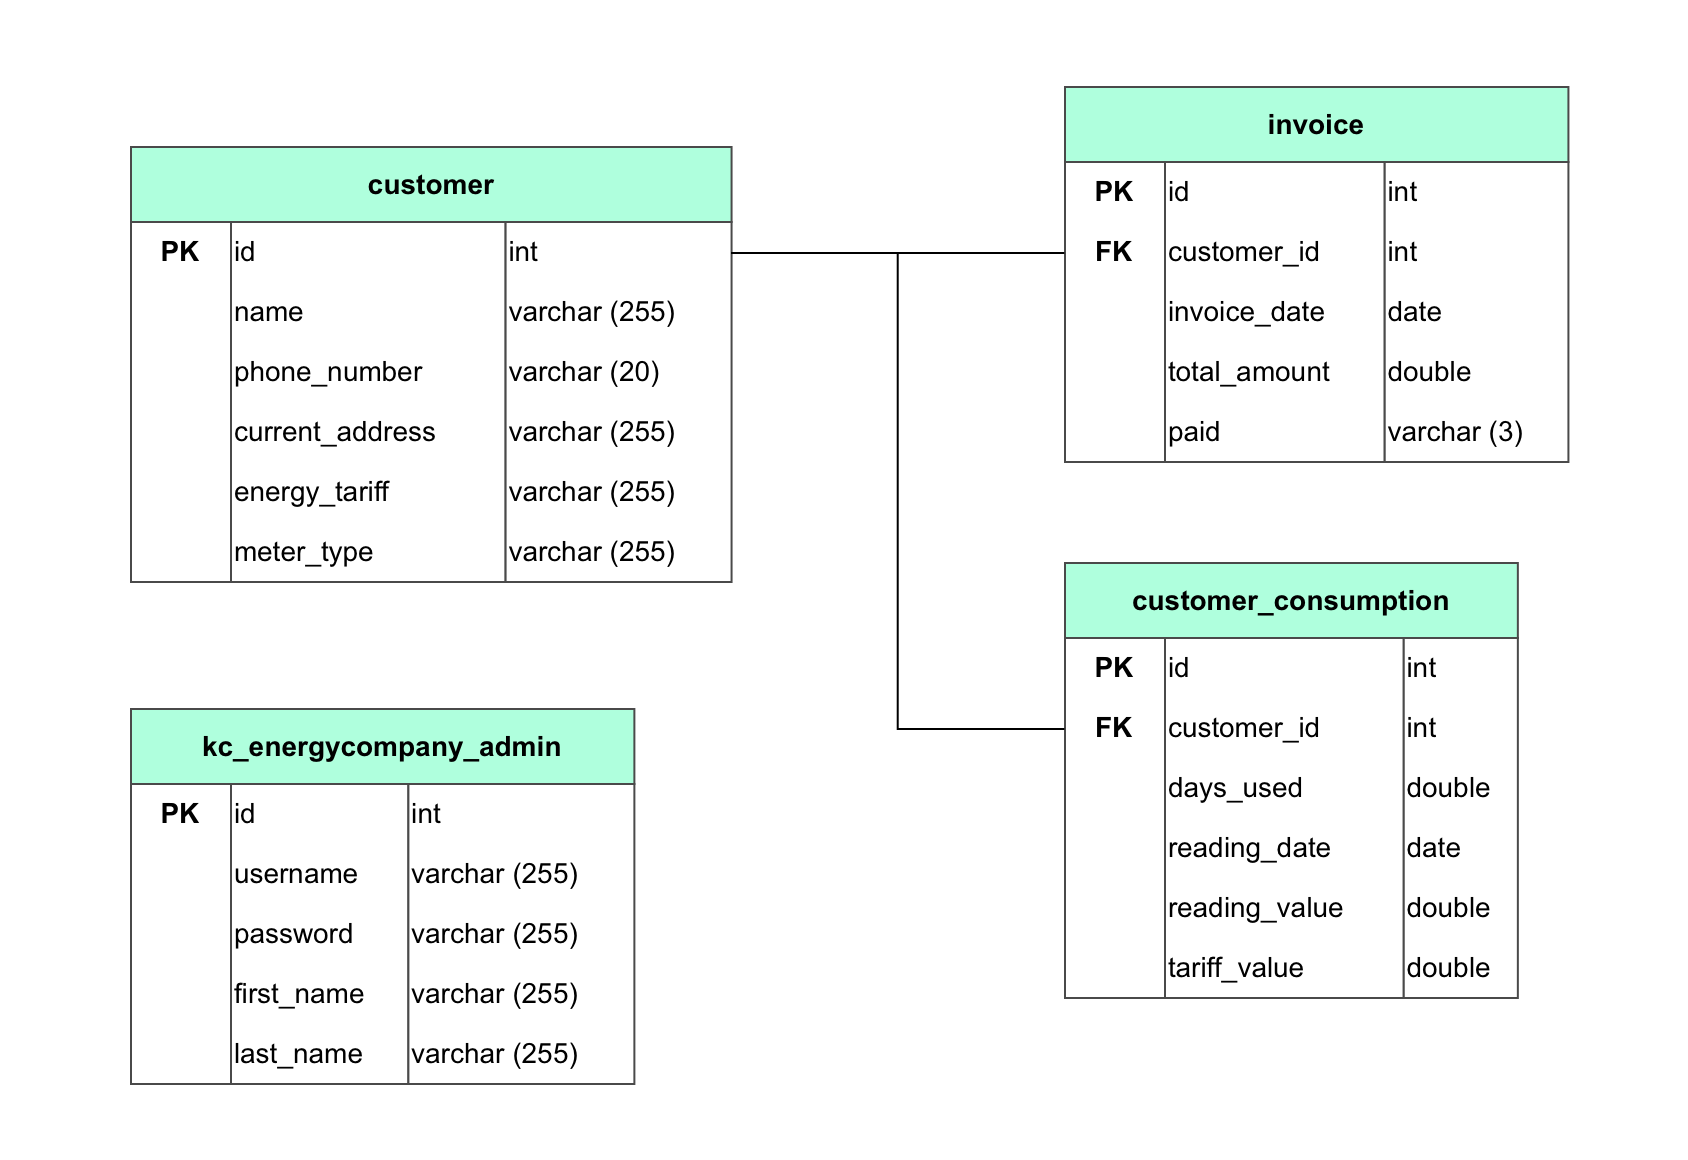 customer
PK id int
name varchar (255)
phone_number varchar (20)
current_address varchar (255)
energy_tariff varchar (255)
meter_type varchar (255)
invoice
PK id int
FK customer_id int
invoice_date date
total_amount double
paid varchar (3)
kc_energycompany_admin
PK id int
username varchar (255)
password varchar (255)
first_name varchar (255)
last_name varchar (255)
customer_consumption
PK id int
FK customer_id int
days_used double
reading_date date
reading_value double
tariff_value double